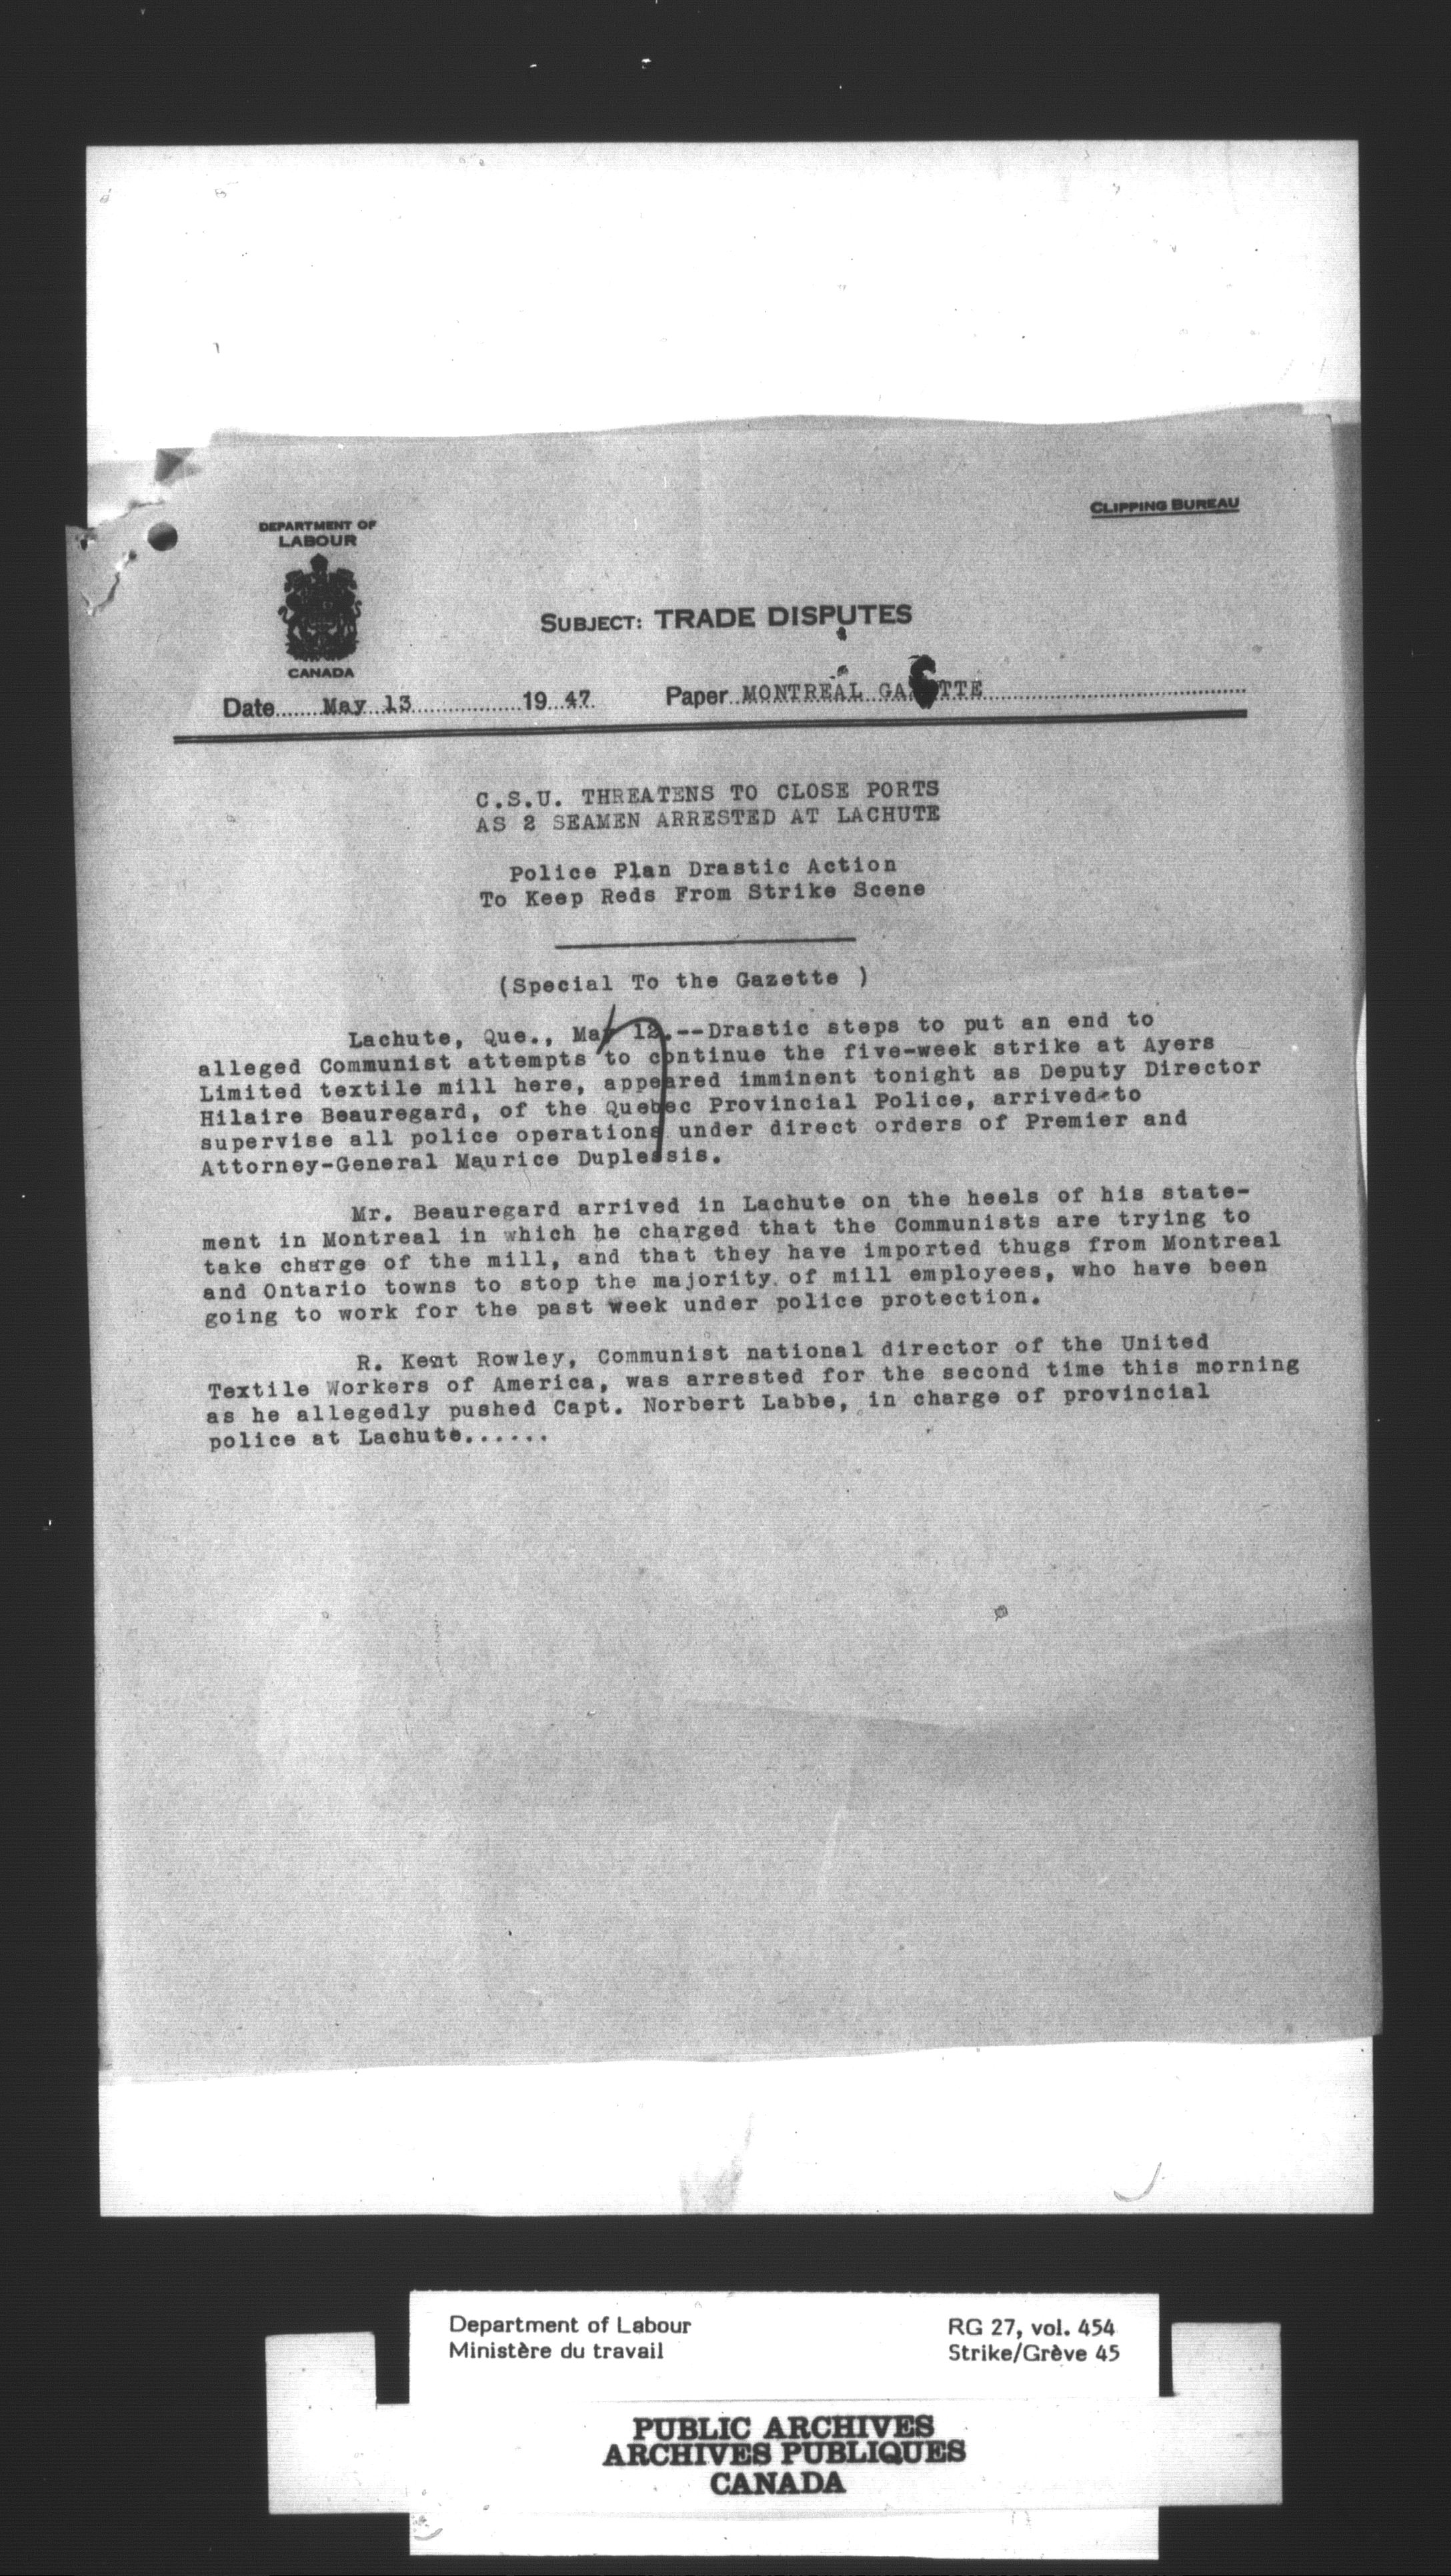 CLIPPING BUREAU
DEPARTMENT OF
LABOUR
CANADA
SUBJECT: TRADE DISPUTES
Date.......May 13...............19 47. Paper MONTREAL GAZETTE
C.S.U. THREATENS TO CLOSE PORTS
AS 2 SEAMEN ARRESTED AT LACHUTE
Police Plan Drastic Action
To Keep Reds From Strike Scene
(Special To the Gazette )
Lachute, Que., May 12.--Drastic steps to put an end to
alleged Communist attempts to continue the five-week strike at Ayers
Limited textile mill here, appeared imminent tonight as Deputy Director
Hilaire Beauregard, of the Quebec Provincial Police, arrived to
supervise all police operations under direct orders of Premier and
Attorney-General Maurice Duplessis.
Mr. Beauregard arrived in Lachute on the heels of his state-
ment in Montreal in which he charged that the Communists are trying to
take charge of the mill, and that they have imported thugs from Montreal
and Ontario towns to stop the majority of mill employees, who have been
going to work for the past week under police protection.
R. Kent Rowley, Communist national director of the United
Textile Workers of America, was arrested for the second time this morning
as he allegedly pushed Capt. Norbert Labbe, in charge of provincial
police at Lachute......
Department of Labour
Ministère du travail
RG 27, vol. 454
Strike/Grève 45
PUBLIC ARCHIVES
ARCHIVES PUBLIQUES
CANADA